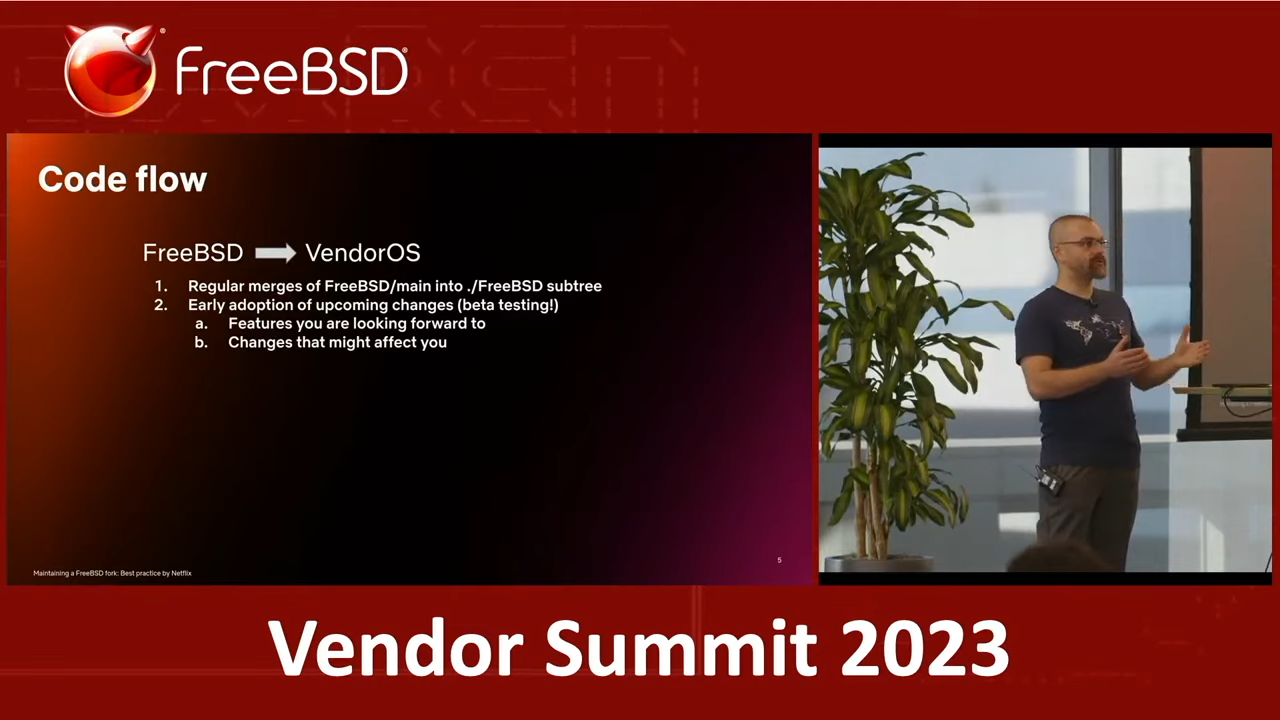 FreeBSD®
Code flow
FreeBSD VendorOS
1. Regular merges of FreeBSD/main into ./FreeBSD subtree
2. Early adoption of upcoming changes (beta testing!)
a. Features you are looking forward to
b. Changes that might affect you
Maintaining a FreeBSD fork: Best practice by Netflix
5
Vendor Summit 2023